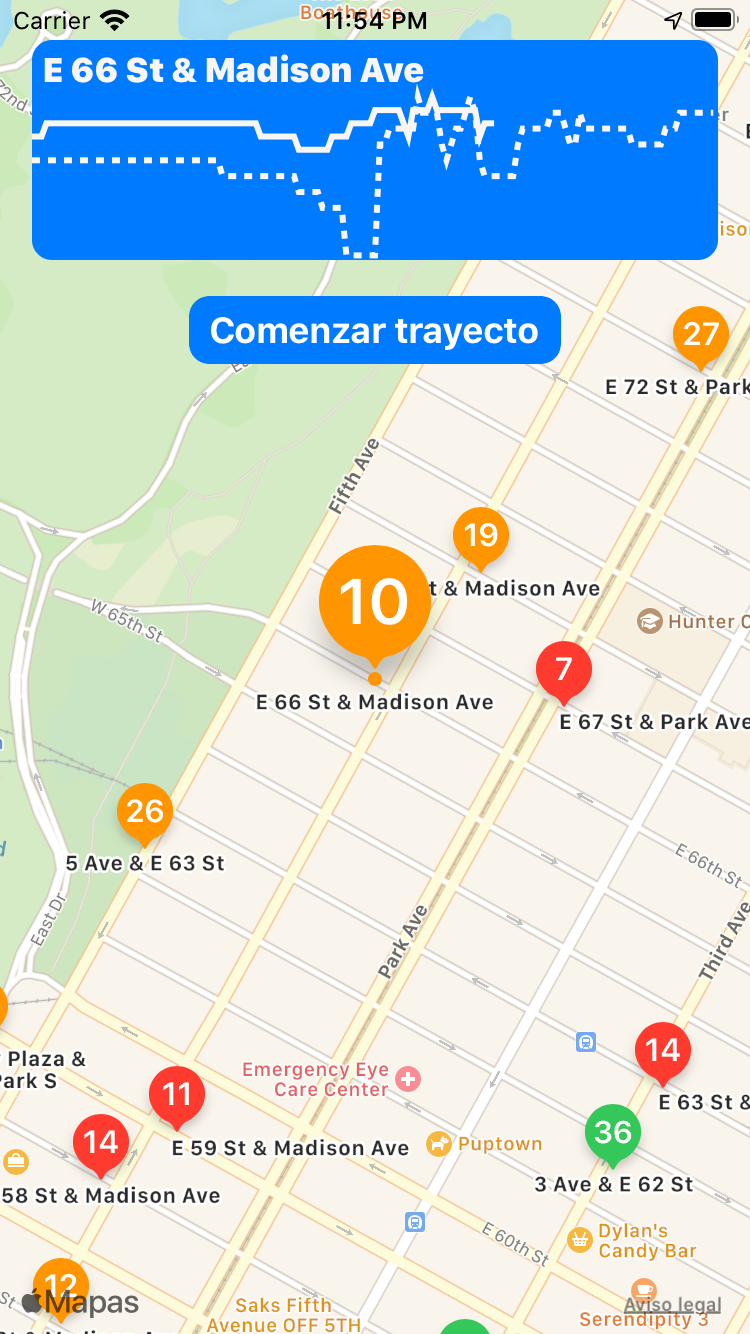 Boathouse
Carrier
11:54 PM
72nd
E 66 St & Madison Ave
Comenzar trayecto
27
E 72 St & Park
Fifth Ave
19
t & Madison Ave
10
W 65th St
Hunter C
7
E 66 St & Madison Ave
E 67 St & Park Ave
26
5 Ave & E 63 St
E 66th St
East Dr
Park Ave
Third Ave
Plaza &
Park S
14
Emergency Eye
Care Center
11
E 63 St &
36
14
Puptown
E 59 St & Madison Ave
3 Ave & E 62 St
58 St & Madison Ave
E 60th St
Dylan's
Candy Bar
12
Mapas
Saks Fifth
Avenue OFF 5TH
Aviso legal
Serendipity 3